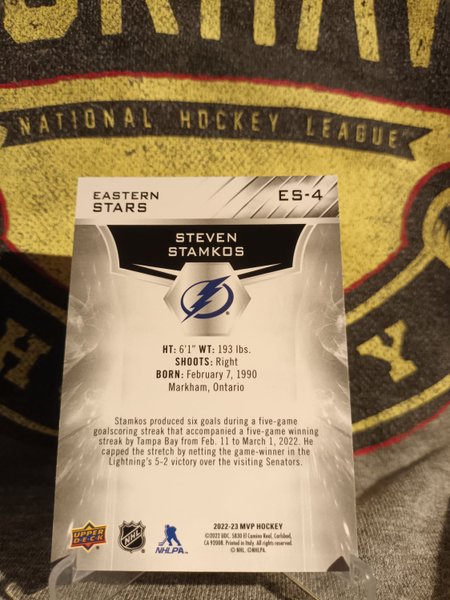 NATIONAL HOCKEY LEAGUE
EASTERN
STARS
ES-4
STEVEN
STAMKOS
HT: 6'1" WT: 193 lbs.
SHOOTS: Right
BORN: February 7, 1990
Markham, Ontario
Stamkos produced six goals during a five-game
goalscoring streak that accompanied a five-game winning
streak by Tampa Bay from Feb. 11 to March 1, 2022. He
capped the stretch by netting the game-winner in the
Lightning's 5-2 victory over the visiting Senators.
H
Y
UPPER
DECK
NHL
NHLPA
2022-23 MVP HOCKEY
©2022 UDC. 5830 El Camino Real, Carlsbad,
CA 92008. Printed in Italy. All rights reserved.
© NHL. ©NHLPA.